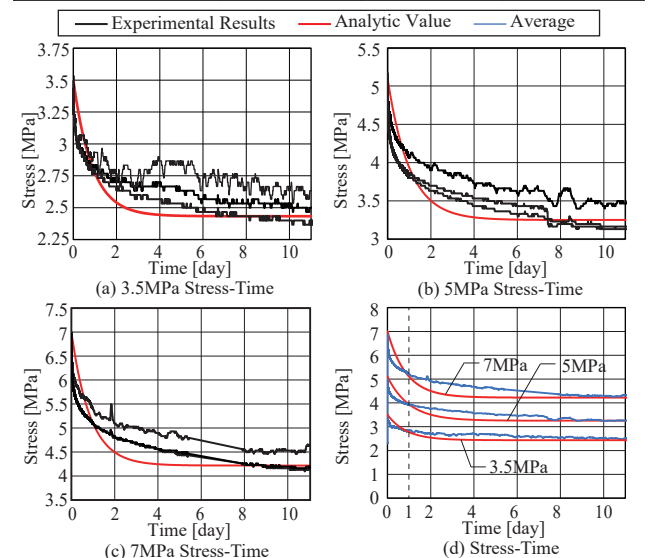 Experimental Results Analytic Value Average
3.75
3.5
3.25
3
2.75
2.5
2.25
Stress [MPa]
0 2 4 6 8 10
Time [day]
(a) 3.5MPa Stress-Time
5.5
5
4.5
4
3.5
3
Stress [MPa]
0 2 4 6 8 10
Time [day]
(b) 5MPa Stress-Time
7.5
7
6.5
6
5.5
5
4.5
4
3.5
Stress [MPa]
0 2 4 6 8 10
Time [day]
(c) 7MPa Stress-Time
8
7
6
5
4
3
2
1
0
Stress [MPa]
7MPa
5MPa
3.5MPa
0 1 2 4 6 8 10
Time [day]
(d) Stress-Time